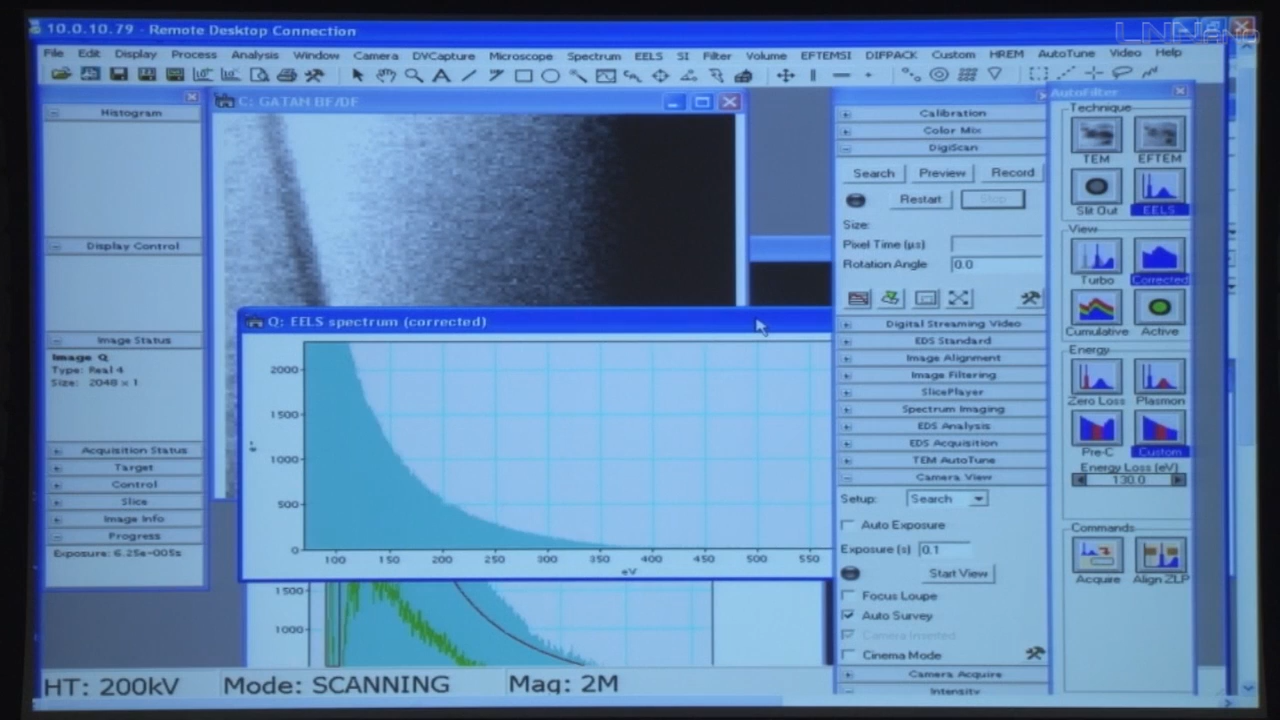 10.0.10.79 - Remote Desktop Connection
LNNano
File Edit Display Process Analysis Window Camera DVCapture Microscope Spectrum EELS SI Filter Volume EFTEMSI DIFPACK Custom HREM AutoTune Video Help
Histogram
Display Control
Image Status
Image Q
Type: Real 4
Size: 2048 x 1
Acquisition Status
Target
Control
Slice
Image Info
Progress
Exposure: 6.25e-005s
C: GATAN BF/DF
Q: EELS spectrum (corrected)
2000
1500
1000
500
0
e-
100 150 200 250 300 350 400 450 500 550
eV
1500
1000
Calibration
Color Mix
DigiScan
Search Preview Record
Restart Stop
Size:
Pixel Time (µs)
Rotation Angle 0.0
Digital Streaming Video
EDS Standard
Image Alignment
Image Filtering
SlicePlayer
Spectrum Imaging
EDS Analysis
EDS Acquisition
TEM AutoTune
Camera View
Setup: Search
Auto Exposure
Exposure (s) 0.1
Start View
Focus Loupe
Auto Survey
Camera Inserted
Cinema Mode
Camera Acquire
Intensity
AutoFilter
Technique
TEM EFTEM
Slit Out EELS
View
Turbo Corrected
Cumulative Active
Energy
Zero Loss Plasmon
Pre-C Custom
Energy Loss (eV)
130.0
Commands
Acquire Align ZLP
HT: 200kV Mode: SCANNING Mag: 2M